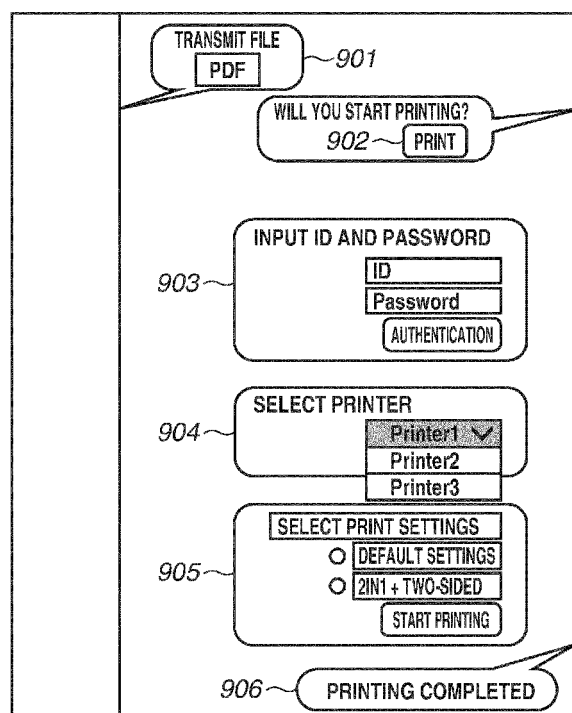 TRANSMIT FILE
PDF
901
WILL YOU START PRINTING?
902
PRINT
INPUT ID AND PASSWORD
903
ID
Password
AUTHENTICATION
SELECT PRINTER
904
Printer1
Printer2
Printer3
SELECT PRINT SETTINGS
905
DEFAULT SETTINGS
2IN1 + TWO-SIDED
START PRINTING
906
PRINTING COMPLETED